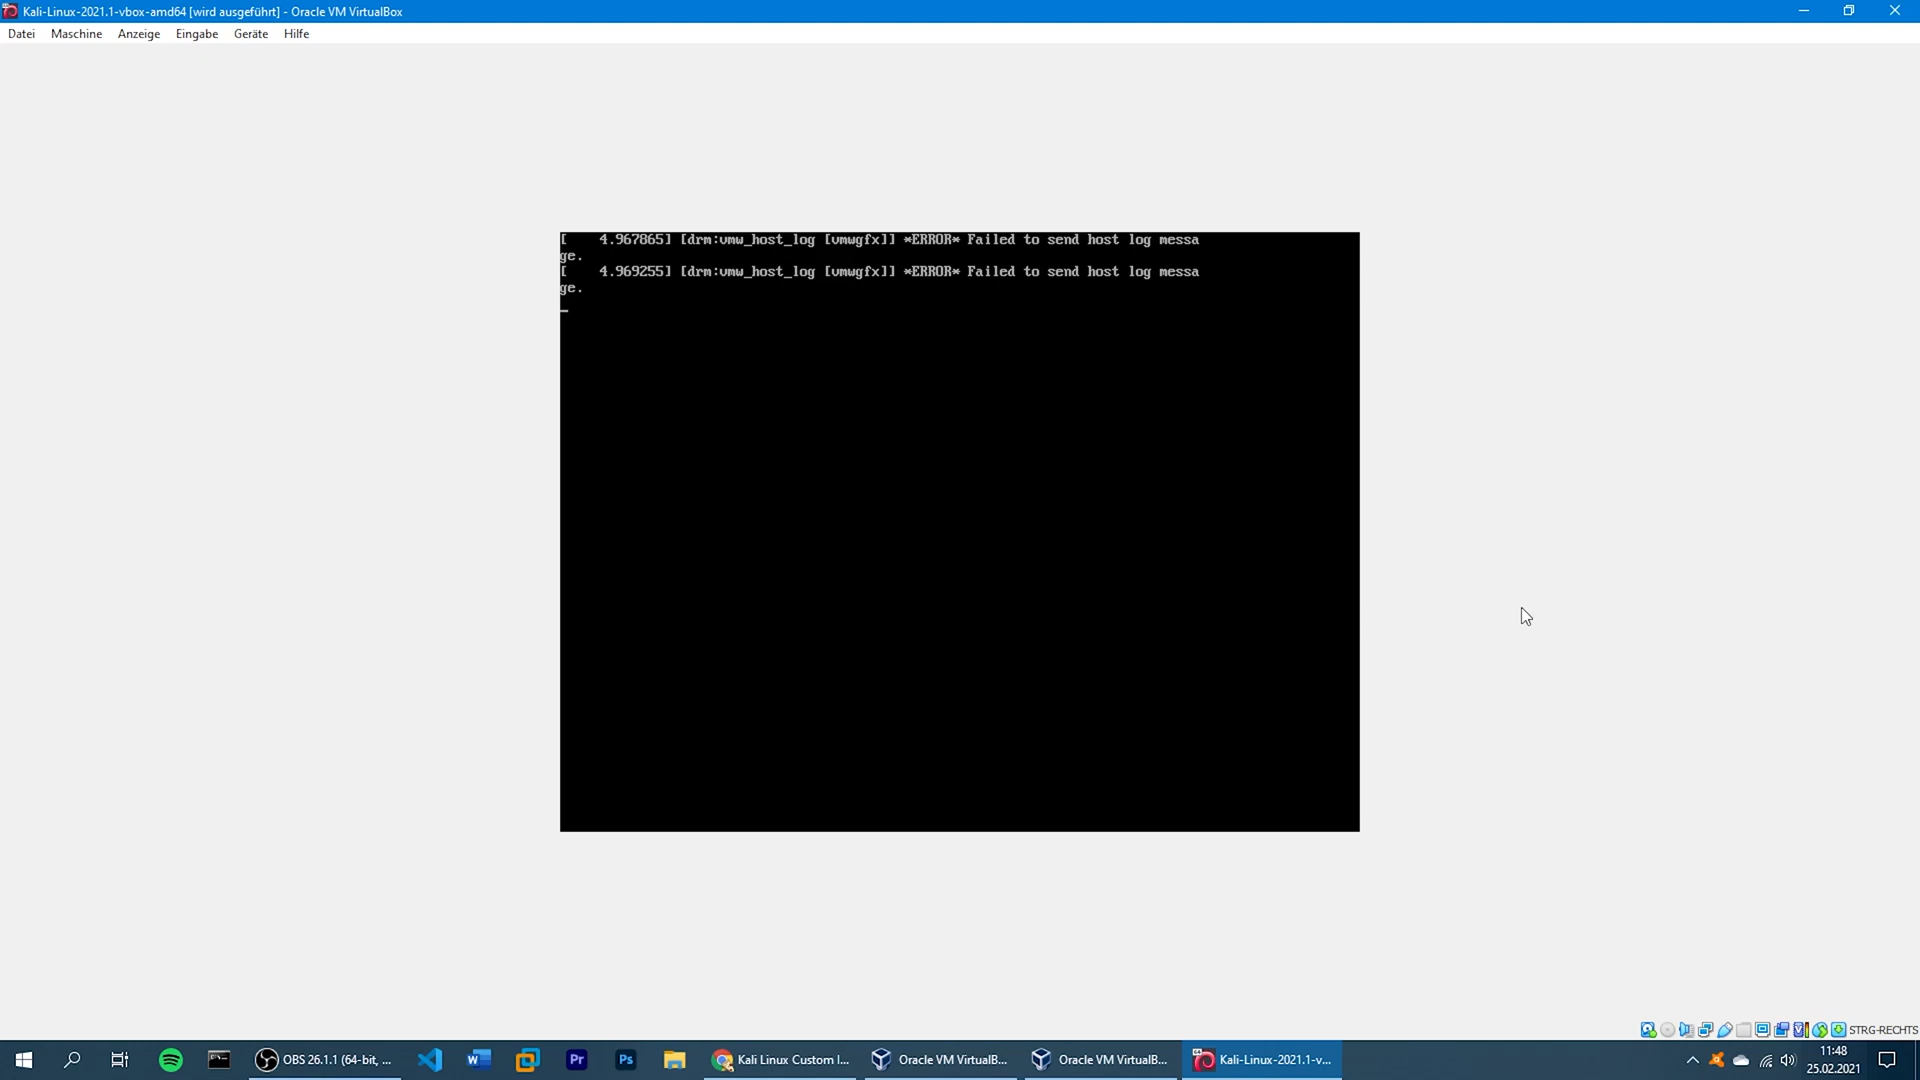 Kali-Linux-2021.1-vbox-amd64 [wird ausgeführt] - Oracle VM VirtualBox
Datei Maschine Anzeige Eingabe Geräte Hilfe
[    4.967865] [drm:vmw_host_log [vmwgfx]] *ERROR* Failed to send host log messa
ge.
[    4.969255] [drm:vmw_host_log [vmwgfx]] *ERROR* Failed to send host log messa
ge.
_
STRG-RECHTS
OBS 26.1.1 (64-bit, ...
W
Pr
Ps
Kali Linux Custom I...
Oracle VM VirtualB...
Oracle VM VirtualB...
Kali-Linux-2021.1-v...
11:48
25.02.2021